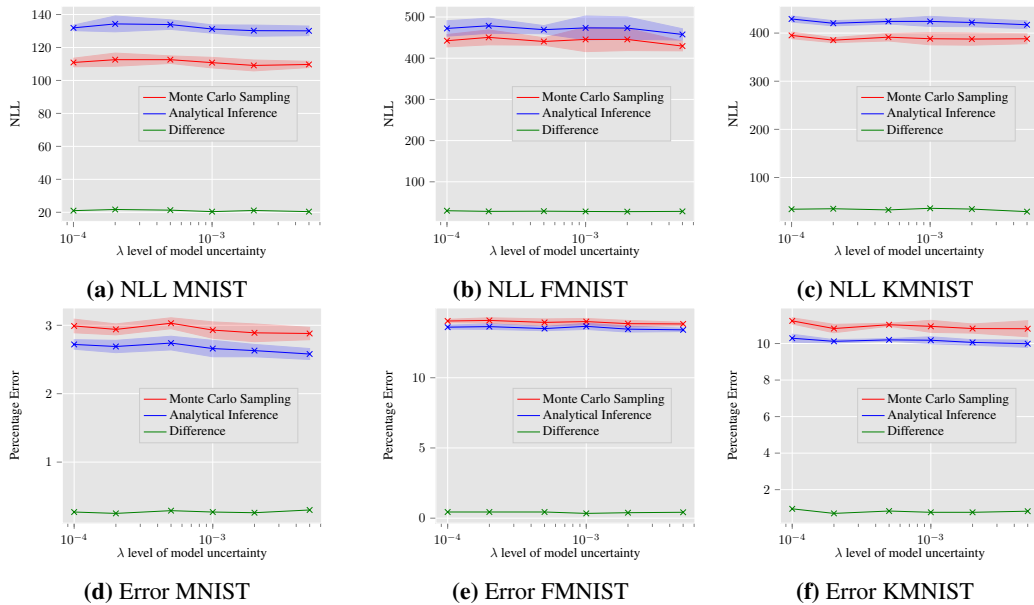 140
120
100
80
60
40
20
NLL
Monte Carlo Sampling
Analytical Inference
Difference
10−4
10−3
λ level of model uncertainty
(a) NLL MNIST
500
400
300
200
100
NLL
Monte Carlo Sampling
Analytical Inference
Difference
10−4
10−3
λ level of model uncertainty
(b) NLL FMNIST
400
300
200
100
NLL
Monte Carlo Sampling
Analytical Inference
Difference
10−4
10−3
λ level of model uncertainty
(c) NLL KMNIST
3
2
1
Percentage Error
Monte Carlo Sampling
Analytical Inference
Difference
10−4
10−3
λ level of model uncertainty
(d) Error MNIST
10
5
0
Percentage Error
Monte Carlo Sampling
Analytical Inference
Difference
10−4
10−3
λ level of model uncertainty
(e) Error FMNIST
10
8
6
4
2
Percentage Error
Monte Carlo Sampling
Analytical Inference
Difference
10−4
10−3
λ level of model uncertainty
(f) Error KMNIST